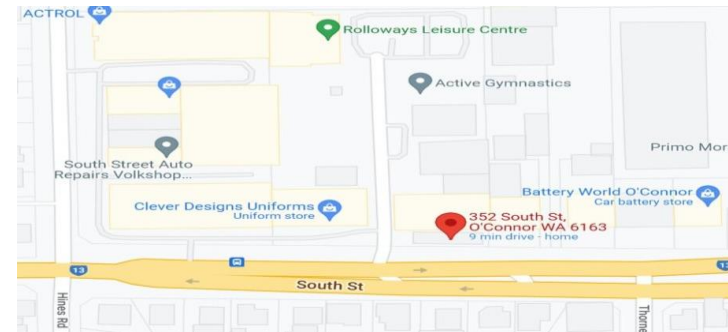 ACTROL
Rolloways Leisure Centre
Active Gymnastics
Primo Mor
South Street Auto
Repairs Volkshop...
Clever Designs Uniforms
Uniform store
Battery World O'Connor
Car battery store
352 South St,
O'Connor WA 6163
9 min drive - home
13
13
South St
Hines Rd
Thorne